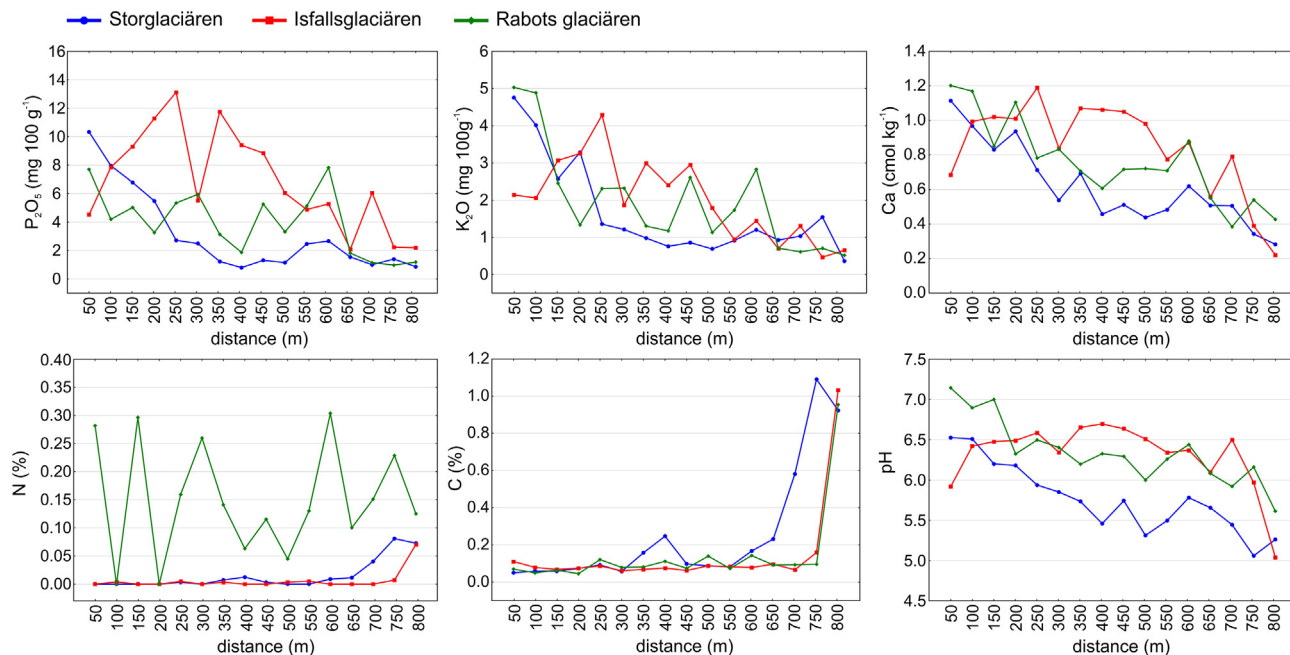 Storglaciären Isfallsglaciären Rabots glaciären
P₂O₅ (mg 100 g⁻¹)
16
14
12
10
8
6
4
2
0
50 100 150 200 250 300 350 400 450 500 550 600 650 700 750 800
distance (m)
K₂O (mg 100g⁻¹)
6
5
4
3
2
1
0
50 100 150 200 250 300 350 400 450 500 550 600 650 700 750 800
distance (m)
Ca (cmol kg⁻¹)
1.4
1.2
1.0
0.8
0.6
0.4
0.2
0.0
50 100 150 200 250 300 350 400 450 500 550 600 650 700 750 800
distance (m)
N (%)
0.40
0.35
0.30
0.25
0.20
0.15
0.10
0.05
0.00
50 100 150 200 250 300 350 400 450 500 550 600 650 700 750 800
distance (m)
C (%)
1.2
1.0
0.8
0.6
0.4
0.2
0.0
50 100 150 200 250 300 350 400 450 500 550 600 650 700 750 800
distance (m)
pH
7.5
7.0
6.5
6.0
5.5
5.0
4.5
50 100 150 200 250 300 350 400 450 500 550 600 650 700 750 800
distance (m)